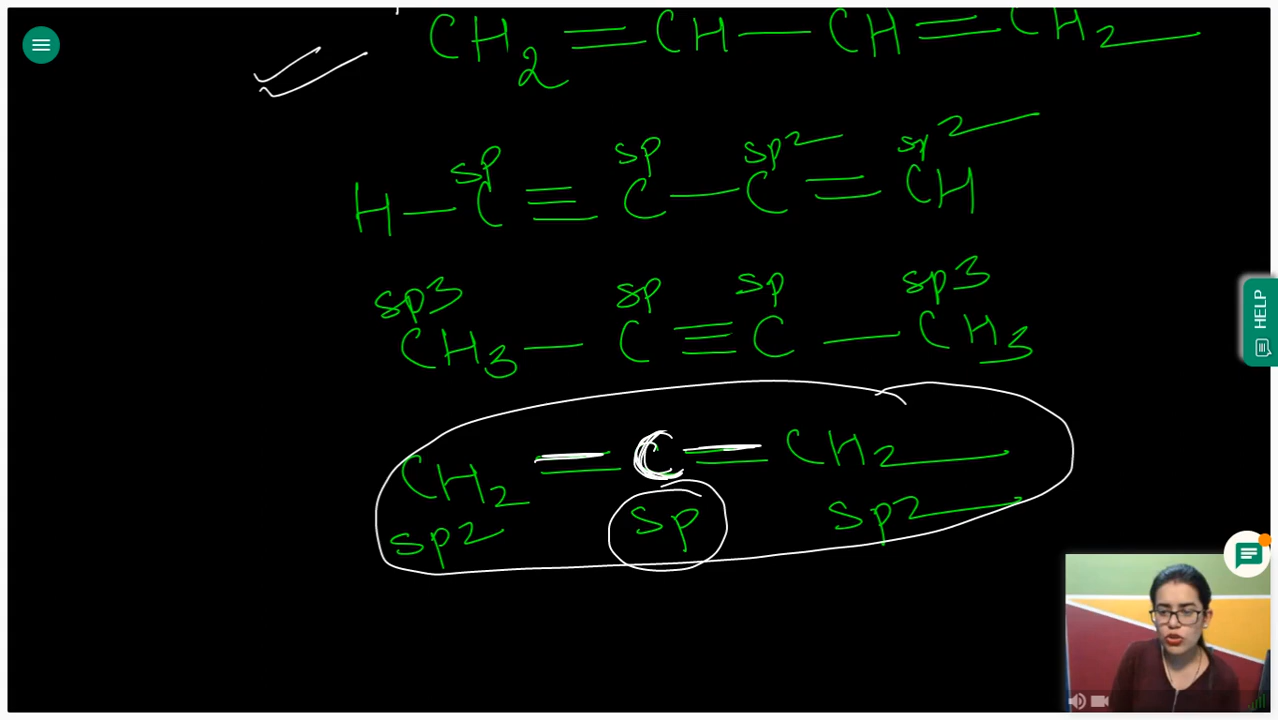 CH2=CH—CH=CH2
sp sp sp2 sp2
H—C≡C—C=CH
sp3 sp sp sp3
CH3—C≡C—CH3
CH2=C=CH2
sp2 sp sp2
HELP